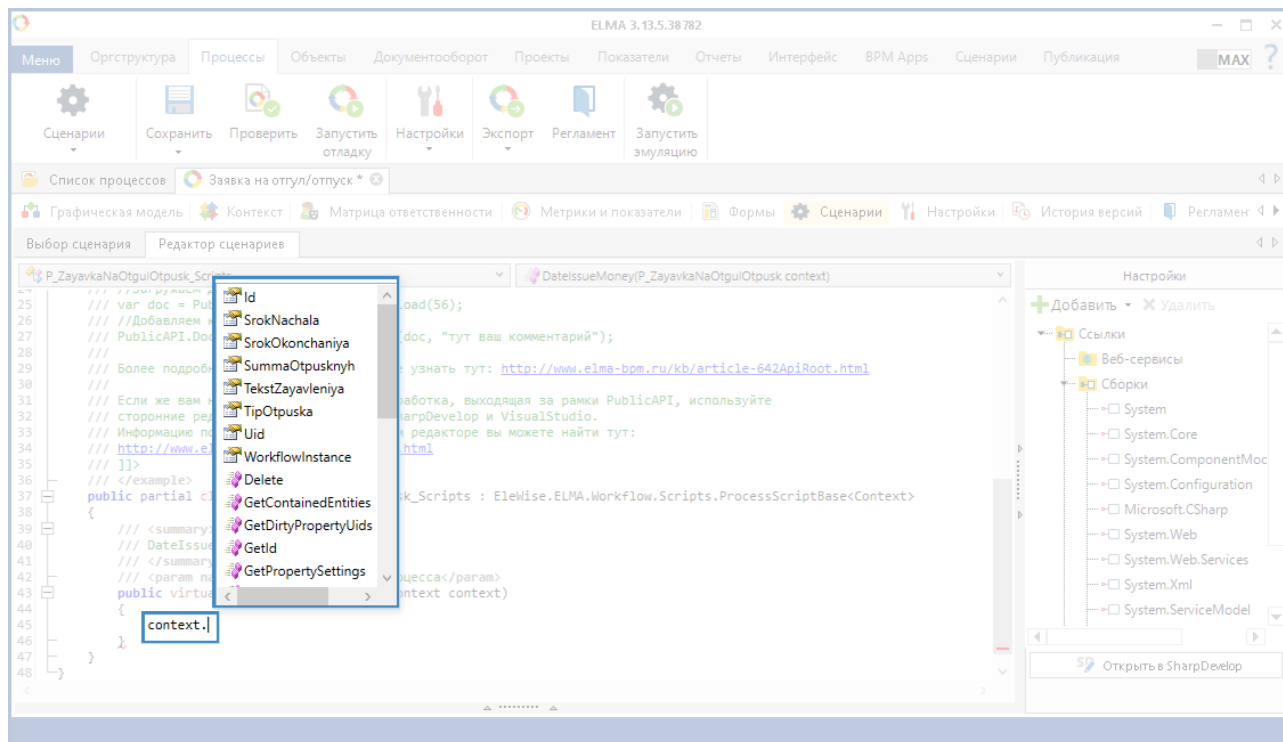 ELMA 3.13.5.38782
Меню Оргструктура Процессы Объекты Документооборот Проекты Показатели Отчеты Интерфейс BPM Apps Сценарии Публикация MAX ?
Сценарии Сохранить Проверить Запустить отладку Настройки Экспорт Регламент Запустить эмуляцию
Список процессов Заявка на отгул/отпуск *
Графическая модель Контекст Матрица ответственности Метрики и показатели Формы Сценарии Настройки История версий Регламен
Выбор сценария Редактор сценариев
P_ZayavkaNaOtgulOtpusk_Scripts DateIssueMoney(P_ZayavkaNaOtgulOtpusk context) Настройки
Добавить Удалить
25 /// var doc = Pub oad(56);
26 /// //Добавляем к
27 /// PublicAPI.Doc (doc, "тут ваш комментарий");
28 ///
29 /// Более подробн е узнать тут: http://www.elma-bpm.ru/kb/article-642ApiRoot.html
30 ///
31 /// Если же вам н работка, выходящая за рамки PublicAPI, используйте
32 /// сторонние ред arpDevelop и VisualStudio.
33 /// Информацию по м редакторе вы можете найти тут:
34 /// http://www.el html
35 /// ]]>
36 /// </example>
37 public partial c sk_Scripts : EleWise.ELMA.Workflow.Scripts.ProcessScriptBase<Context>
38 {
39 /// <summary
40 /// DateIssue
41 /// </summary
42 /// <param na оцесса</param>
43 public virtua ontext context)
44 {
45 context.
46 }
47 }
48 }
Id
SrokNachala
SrokOkonchaniya
SummaOtpusknyh
TekstZayavleniya
TipOtpuska
Uid
WorkflowInstance
Delete
GetContainedEntities
GetDirtyPropertyUids
GetId
GetPropertySettings
Ссылки
Веб-сервисы
Сборки
System
System.Core
System.ComponentMoc
System.Configuration
Microsoft.CSharp
System.Web
System.Web.Services
System.Xml
System.ServiceModel
Открыть в SharpDevelop